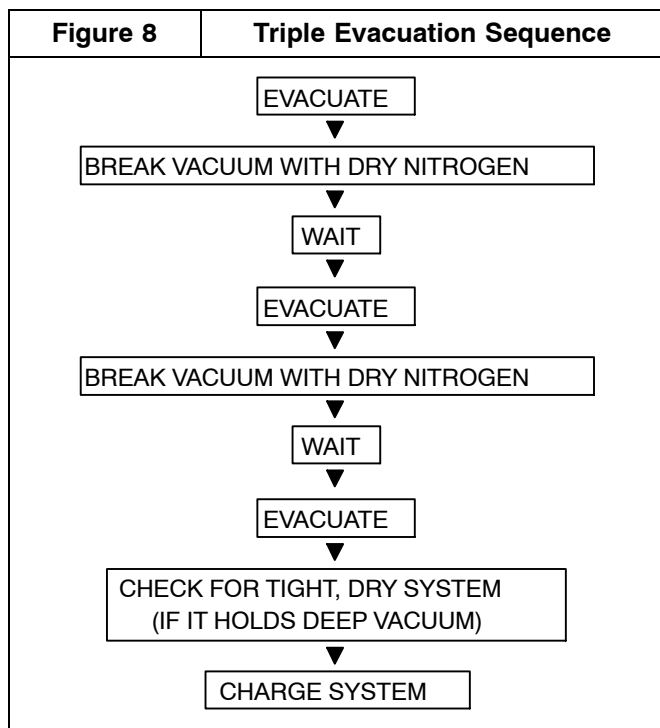 Figure 8 Triple Evacuation Sequence
EVACUATE
BREAK VACUUM WITH DRY NITROGEN
WAIT
EVACUATE
BREAK VACUUM WITH DRY NITROGEN
WAIT
EVACUATE
CHECK FOR TIGHT, DRY SYSTEM
(IF IT HOLDS DEEP VACUUM)
CHARGE SYSTEM